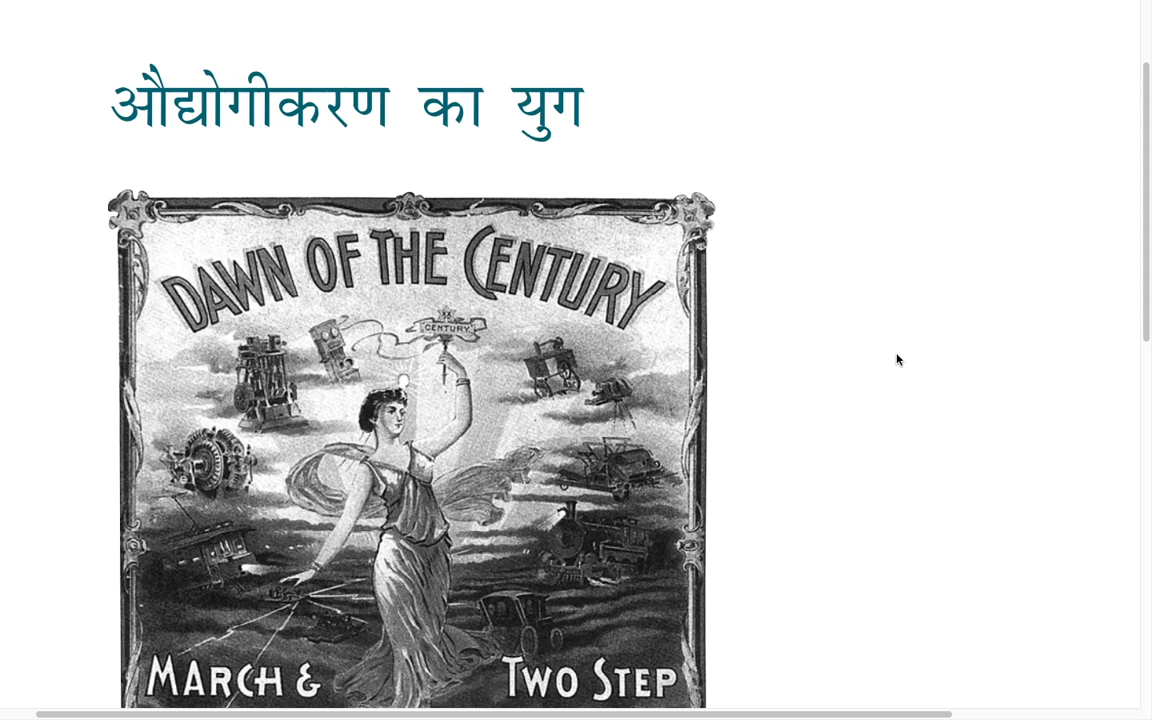 औद्योगीकरण का युग
DAWN OF THE CENTURY
CENTURY
MARCH & TWO STEP